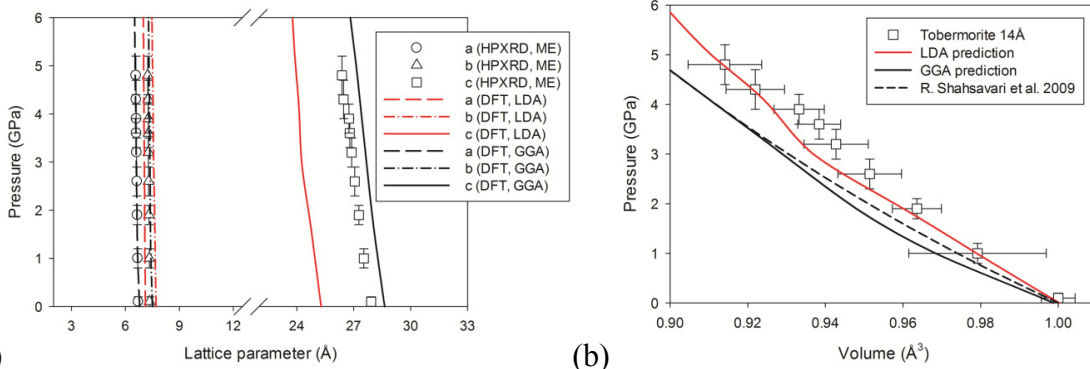 6
5
4
3
2
1
0
Pressure (GPa)
3 6 9 12 24 27 30 33
Lattice parameter (Å)
a (HPXRD, ME)
b (HPXRD, ME)
c (HPXRD, ME)
a (DFT, LDA)
b (DFT, LDA)
c (DFT, LDA)
a (DFT, GGA)
b (DFT, GGA)
c (DFT, GGA)
)
(b)
6
5
4
3
2
1
0
Pressure (GPa)
0.90 0.92 0.94 0.96 0.98 1.00
Volume (Å³)
Tobermorite 14Å
LDA prediction
GGA prediction
R. Shahsavari et al. 2009